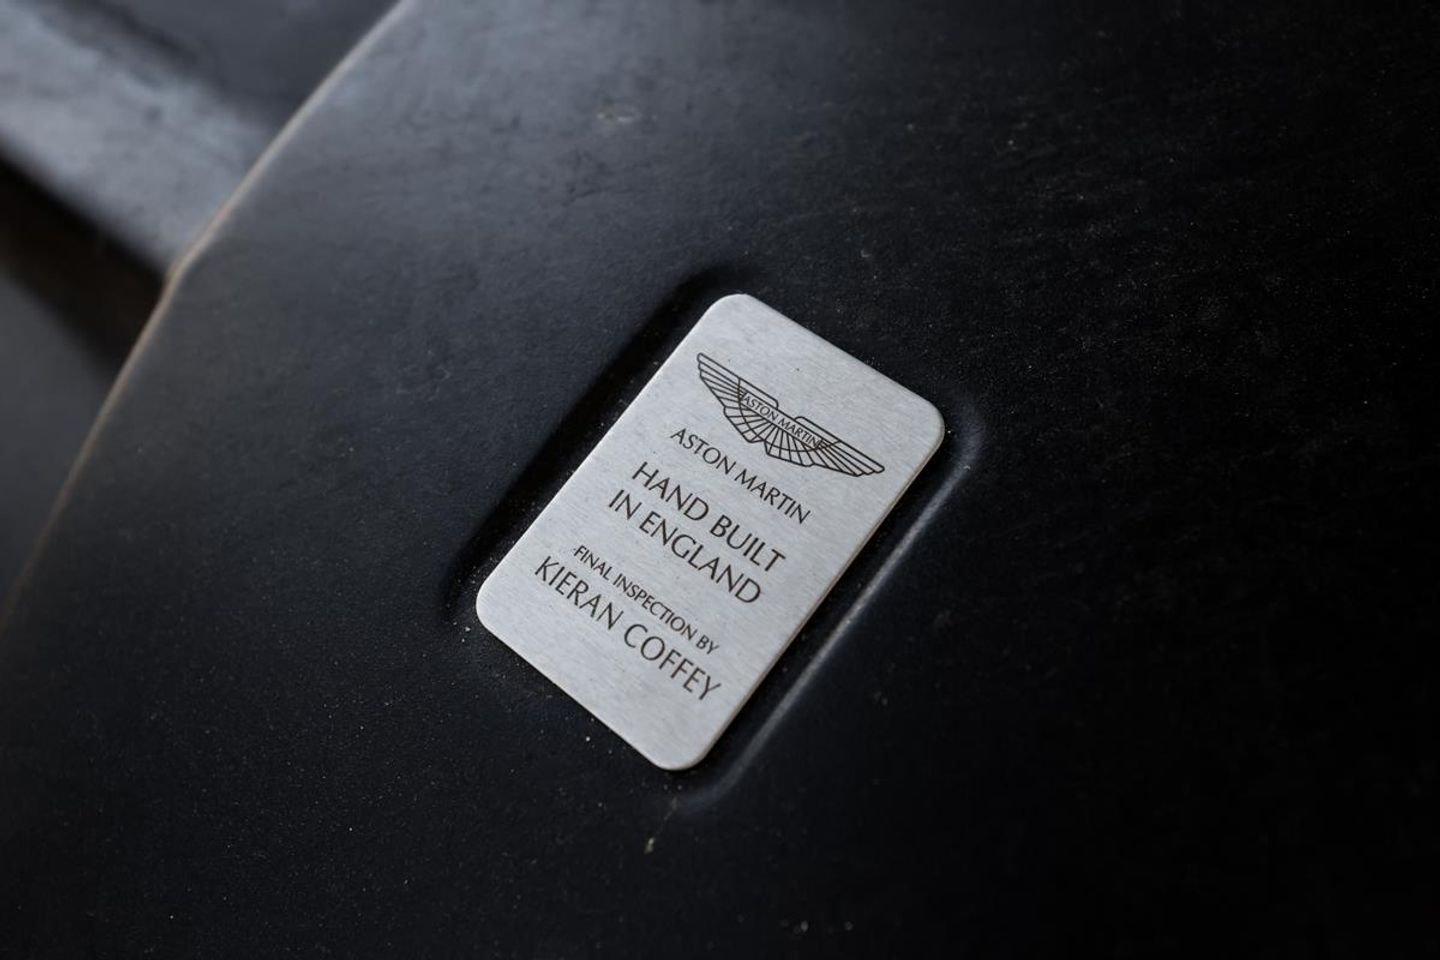 ASTON MARTIN
ASTON MARTIN
HAND BUILT
IN ENGLAND
FINAL INSPECTION BY
KIERAN COFFEY